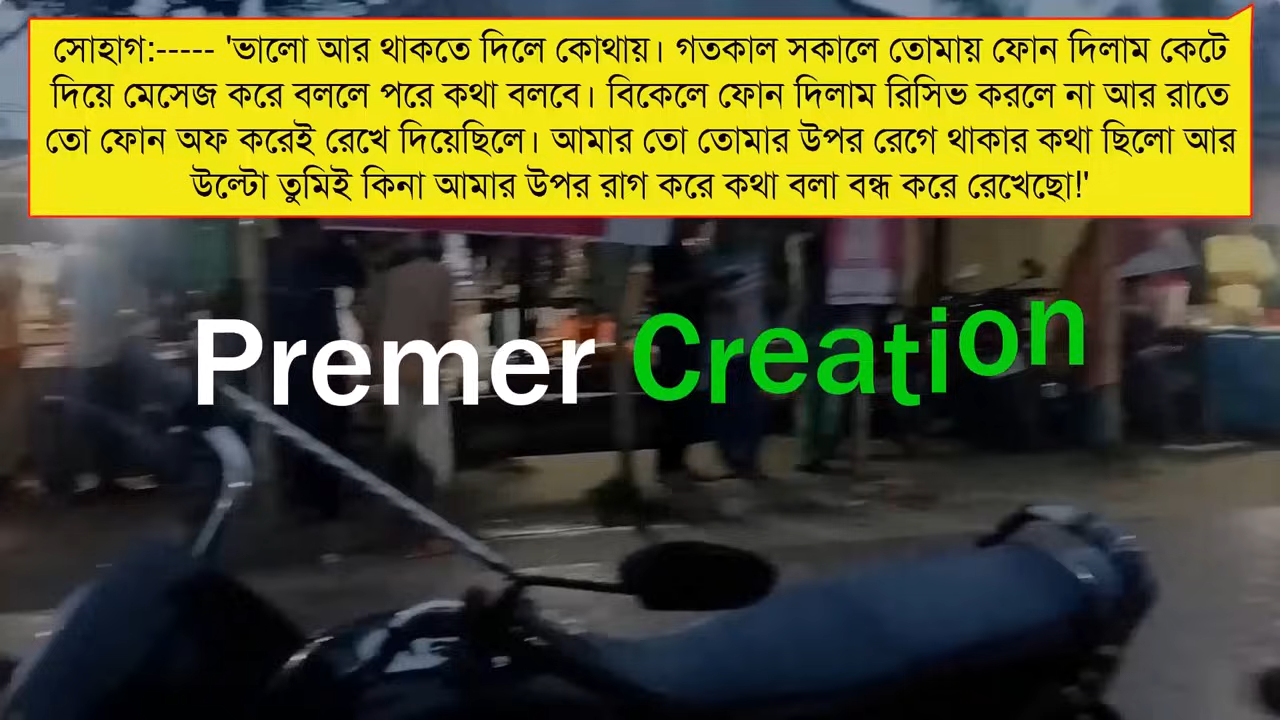 সোহাগ:----- 'ভালো আর থাকতে দিলে কোথায়। গতকাল সকালে তোমায় ফোন দিলাম কেটে
দিয়ে মেসেজ করে বললে পরে কথা বলবে। বিকেলে ফোন দিলাম রিসিভ করলে না আর রাতে
তো ফোন অফ করেই রেখে দিয়েছিলে। আমার তো তোমার উপর রেগে থাকার কথা ছিলো আর
উল্টো তুমিই কিনা আমার উপর রাগ করে কথা বলা বন্ধ করে রেখেছো!'
Premer Creation